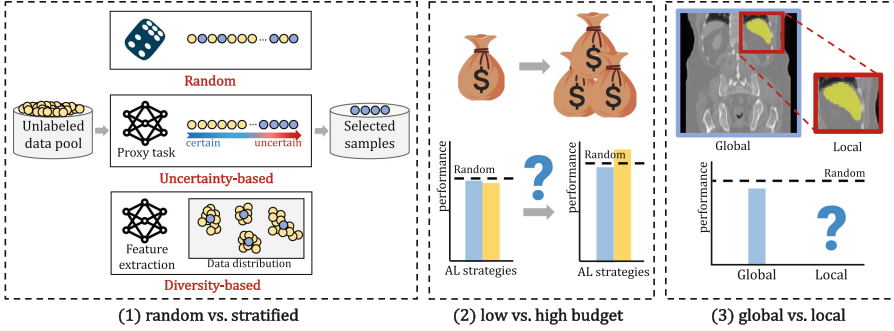 Random
Unlabeled
data pool
Proxy task
certain
uncertain
Uncertainty-based
Selected
samples
Feature
extraction
Data distribution
Diversity-based
(1) random vs. stratified
$
$
$
$
performance
Random
AL strategies
?
Random
performance
AL strategies
(2) low vs. high budget
Global
Local
performance
Random
?
Global
Local
(3) global vs. local